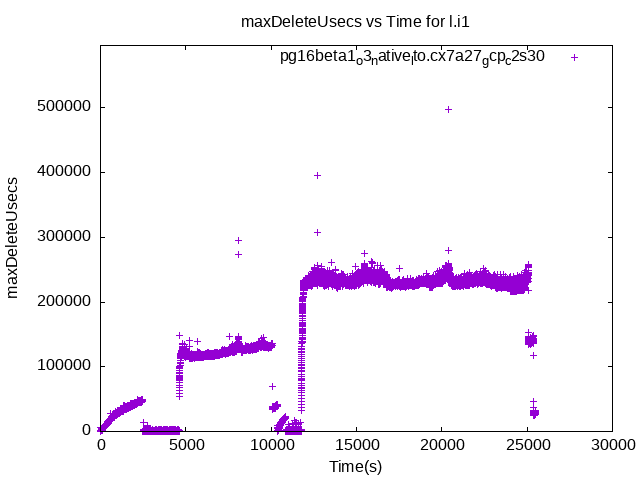 maxDeleteUsecs vs Time for l.i1
pg16beta1o3nativelto.cx7a27gcpc2s30
maxDeleteUsecs
500000
400000
300000
200000
100000
0
0 5000 10000 15000 20000 25000 30000
Time(s)